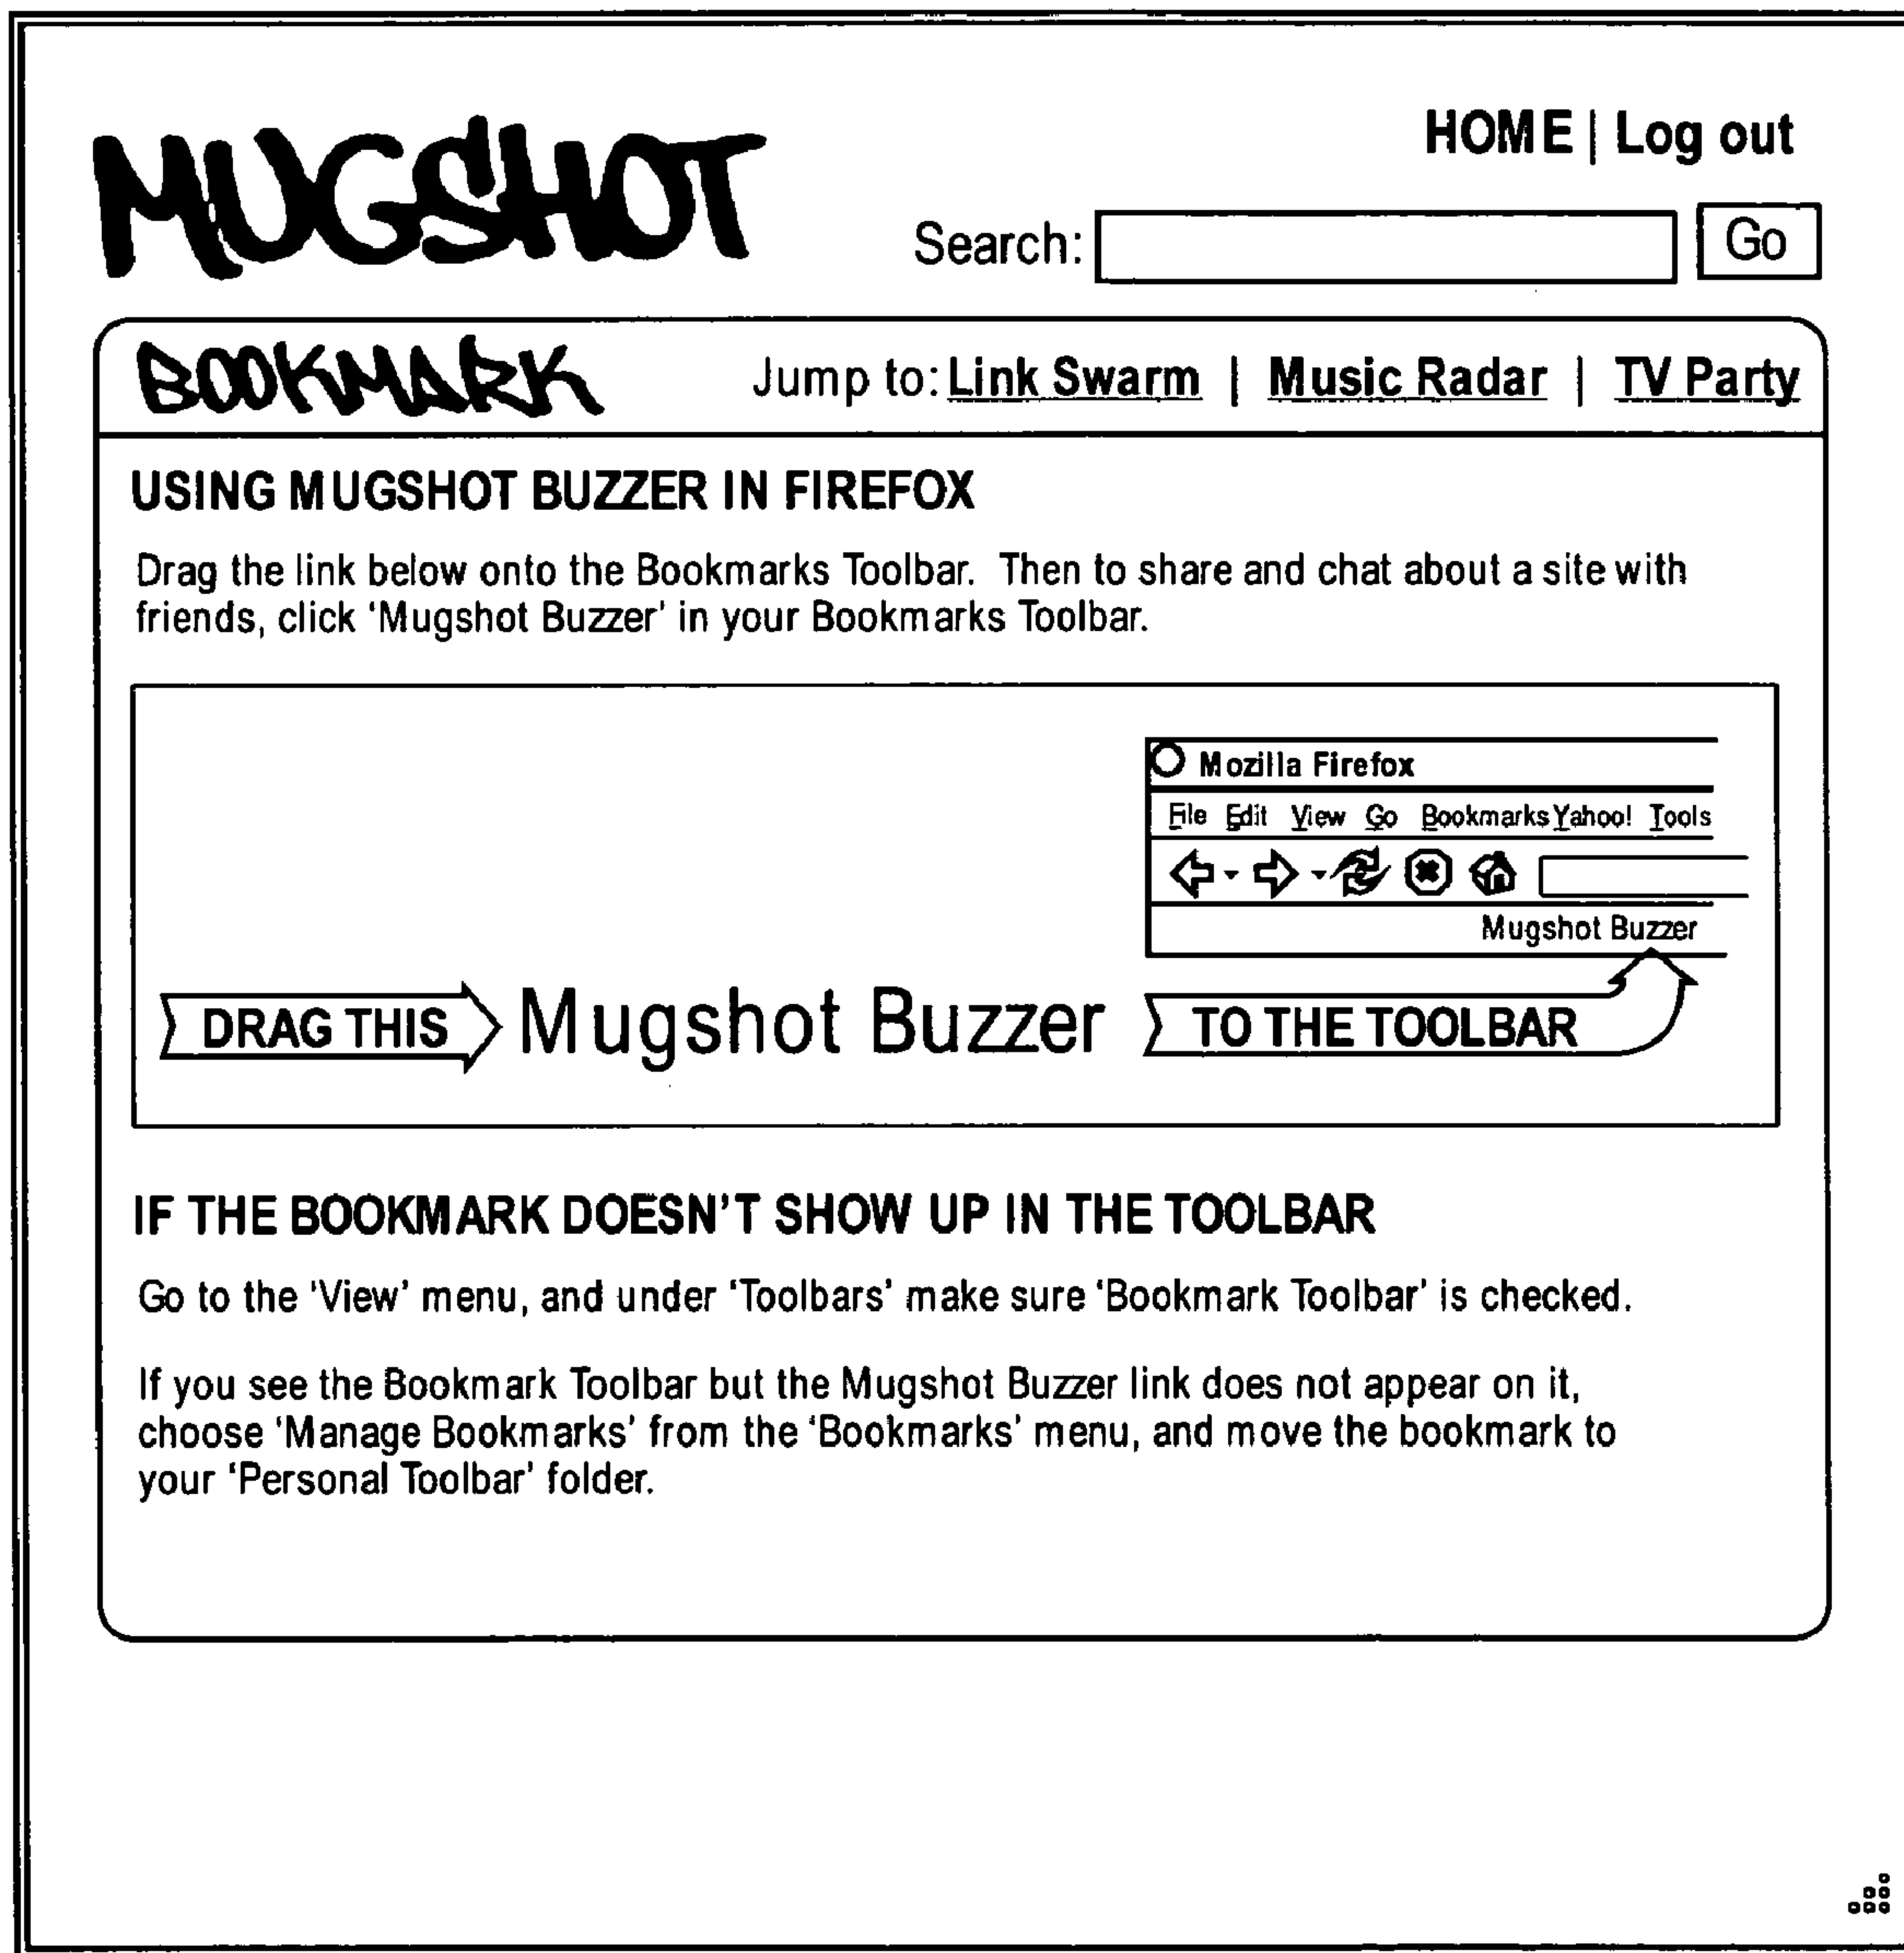 MUGSHOT
HOME | Log out
Search: Go
BOOKMARK
Jump to: Link Swarm | Music Radar | TV Party
USING MUGSHOT BUZZER IN FIREFOX
Drag the link below onto the Bookmarks Toolbar. Then to share and chat about a site with
friends, click ‘Mugshot Buzzer’ in your Bookmarks Toolbar.
Mozilla Firefox
File Edit View Go Bookmarks Yahoo! Tools
Mugshot Buzzer
DRAG THIS Mugshot Buzzer TO THE TOOLBAR
IF THE BOOKMARK DOESN’T SHOW UP IN THE TOOLBAR
Go to the ‘View’ menu, and under ‘Toolbars’ make sure ‘Bookmark Toolbar’ is checked.
If you see the Bookmark Toolbar but the Mugshot Buzzer link does not appear on it,
choose ‘Manage Bookmarks’ from the ‘Bookmarks’ menu, and move the bookmark to
your ‘Personal Toolbar’ folder.